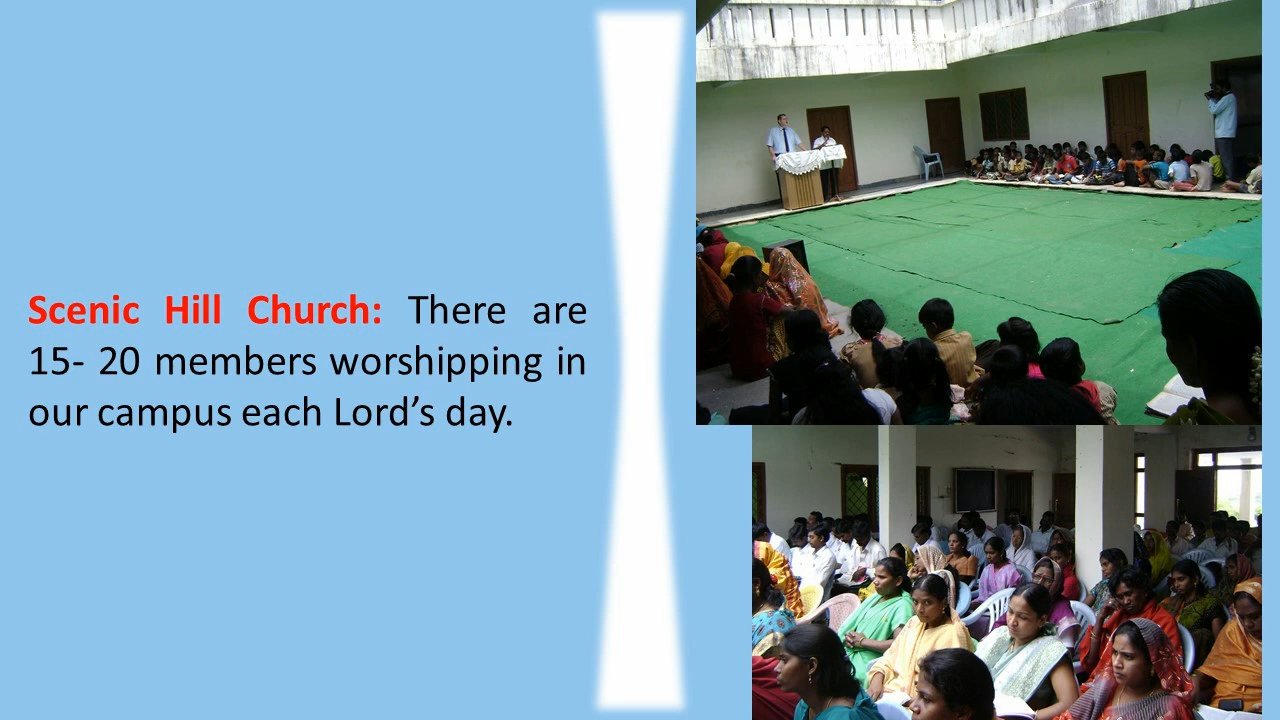 Scenic Hill Church: There are
15- 20 members worshipping in
our campus each Lord’s day.